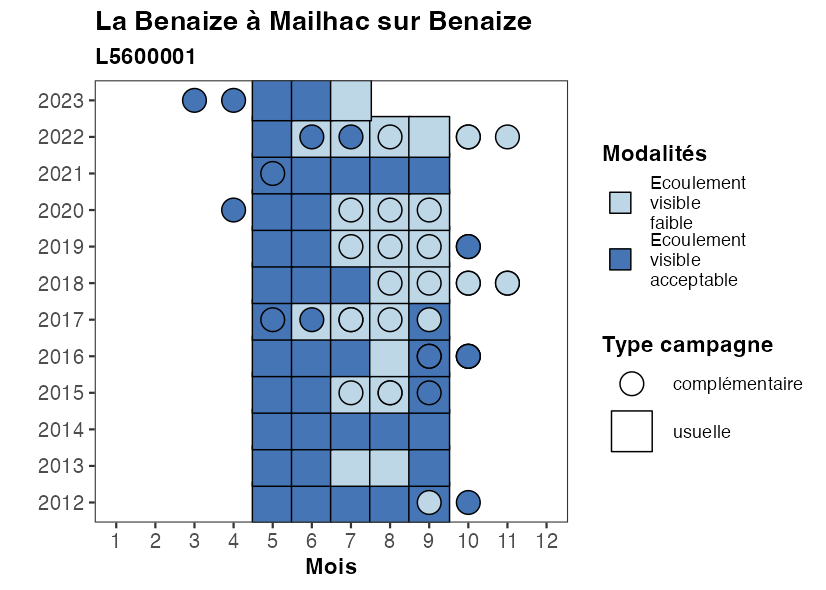 La Benaize à Mailhac sur Benaize
L5600001
2023
2022
2021
2020
2019
2018
2017
2016
2015
2014
2013
2012
1 2 3 4 5 6 7 8 9 10 11 12
Mois
Modalités
Ecoulement
visible
faible
Ecoulement
visible
acceptable
Type campagne
complémentaire
usuelle